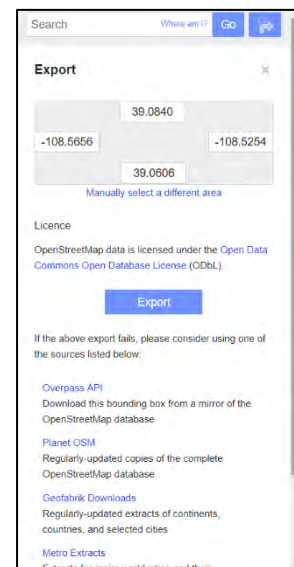 Search Where am I? Go
Export ×
39.0840
-108.5656 -108.5254
39.0606
Manually select a different area
Licence
OpenStreetMap data is licensed under the Open Data
Commons Open Database License (ODbL).
Export
If the above export fails, please consider using one of
the sources listed below:
Overpass API
Download this bounding box from a mirror of the
OpenStreetMap database
Planet OSM
Regularly-updated copies of the complete
OpenStreetMap database
Geofabrik Downloads
Regularly-updated extracts of continents,
countries, and selected cities
Metro Extracts